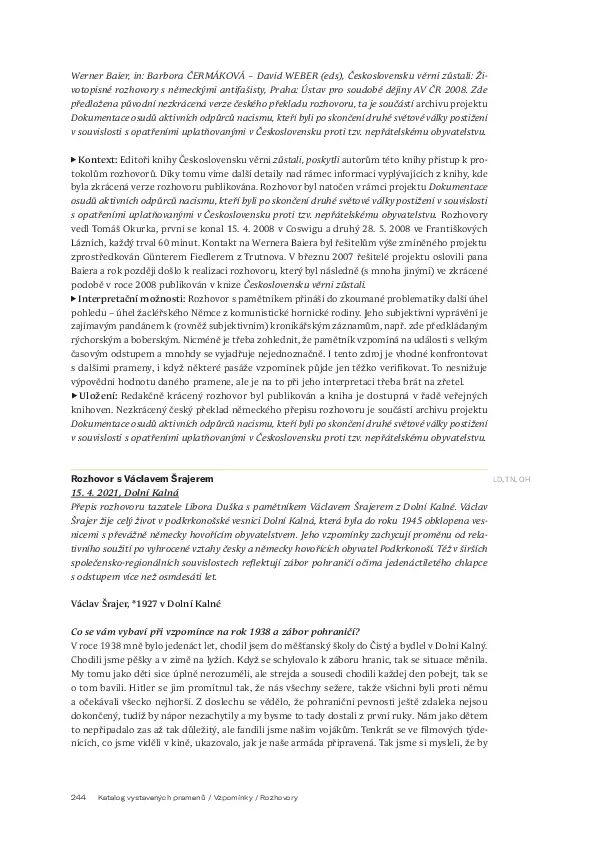 Werner Baier, in: Barbora ČERMÁKOVÁ – David WEBER (eds), Československu věrni zůstali: Ži-
votopisné rozhovory s německými antifašisty, Praha: Ústav pro soudobé dějiny AV ČR 2008. Zde
předložena původní nezkrácená verze českého překladu rozhovoru, ta je součástí archivu projektu
Dokumentace osudů aktivních odpůrců nacismu, kteří byli po skončení druhé světové války postiženi
v souvislosti s opatřeními uplatňovanými v Československu proti tzv. nepřátelskému obyvatelstvu.
▶ Kontext: Editoři knihy Československu věrni zůstali, poskytli autorům této knihy přístup k pro-
tokolům rozhovorů. Díky tomu víme další detaily nad rámec informací vyplývajících z knihy, kde
byla zkrácená verze rozhovoru publikována. Rozhovor byl natočen v rámci projektu Dokumentace
osudů aktivních odpůrců nacismu, kteří byli po skončení druhé světové války postiženi v souvislosti
s opatřeními uplatňovanými v Československu proti tzv. nepřátelskému obyvatelstvu. Rozhovory
vedl Tomáš Okurka, první se konal 15. 4. 2008 v Coswigu a druhý 28. 5. 2008 ve Františkových
Lázních, každý trval 60 minut. Kontakt na Wernera Baiera byl řešitelům výše zmíněného projektu
zprostředkován Günterem Fiedlerem z Trutnova. V březnu 2007 řešitelé projektu oslovili pana
Baiera a rok později došlo k realizaci rozhovoru, který byl následně (s mnoha jinými) ve zkrácené
podobě v roce 2008 publikován v knize Československu věrni zůstali.
▶ Interpretační možnosti: Rozhovor s pamětníkem přináší do zkoumané problematiky další úhel
pohledu – úhel žacléřského Němce z komunistické hornické rodiny. Jeho subjektivní vyprávění je
zajímavým pandánem k (rovněž subjektivním) kronikářským záznamům, např. zde předkládaným
rýchorským a boberským. Nicméně je třeba zohlednit, že pamětník vzpomíná na události s velkým
časovým odstupem a mnohdy se vyjadřuje nejednoznačně. I tento zdroj je vhodné konfrontovat
s dalšími prameny, i když některé pasáže vzpomínek půjde jen těžko verifikovat. To nesnižuje
výpovědní hodnotu daného pramene, ale je na to při jeho interpretaci třeba brát na zřetel.
▶ Uložení: Redakčně krácený rozhovor byl publikován a kniha je dostupná v řadě veřejných
knihoven. Nezkrácený český překlad německého přepisu rozhovoru je součástí archivu projektu
Dokumentace osudů aktivních odpůrců nacismu, kteří byli po skončení druhé světové války postiženi
v souvislosti s opatřeními uplatňovanými v Československu proti tzv. nepřátelskému obyvatelstvu.
Rozhovor s Václavem Šrajerem LD, TN, OH
15. 4. 2021, Dolní Kalná
Přepis rozhovoru tazatele Libora Duška s pamětníkem Václavem Šrajerem z Dolní Kalné. Václav
Šrajer žije celý život v podkrkonošské vesnici Dolní Kalná, která byla do roku 1945 obklopena ves-
nicemi s převážně německy hovořícím obyvatelstvem. Jeho vzpomínky zachycují proměnu od rela-
tivního soužití po vyhrocené vztahy česky a německy hovořících obyvatel Podkrkonoší. Též v širších
společensko-regionálních souvislostech reflektují zábor pohraničí očima jedenáctiletého chlapce
s odstupem více než osmdesáti let.
Václav Šrajer, *1927 v Dolní Kalné
Co se vám vybaví při vzpomínce na rok 1938 a zábor pohraničí?
V roce 1938 mně bylo jedenáct let, chodil jsem do měšťanský školy do Čistý a bydlel v Dolní Kalný.
Chodili jsme pěšky a v zimě na lyžích. Když se schylovalo k záboru hranic, tak se situace měnila.
My tomu jako děti sice úplně nerozuměli, ale strejda a sousedi chodili každej den pobejt, tak se
o tom bavili. Hitler se jim promítnul tak, že nás všechny sežere, takže všichni byli proti němu
a očekávali všecko nejhorší. Z doslechu se vědělo, že pohraniční pevnosti ještě zdaleka nejsou
dokončený, tudíž by nápor nezachytily a my bysme to tady dostali z první ruky. Nám jako dětem
to nepřipadalo zas až tak důležitý, ale fandili jsme našim vojákům. Tenkrát se ve filmových týde-
nících, co jsme viděli v kině, ukazovalo, jak je naše armáda připravená. Tak jsme si mysleli, že by
244 Katalog vystavených pramenů / Vzpomínky / Rozhovory